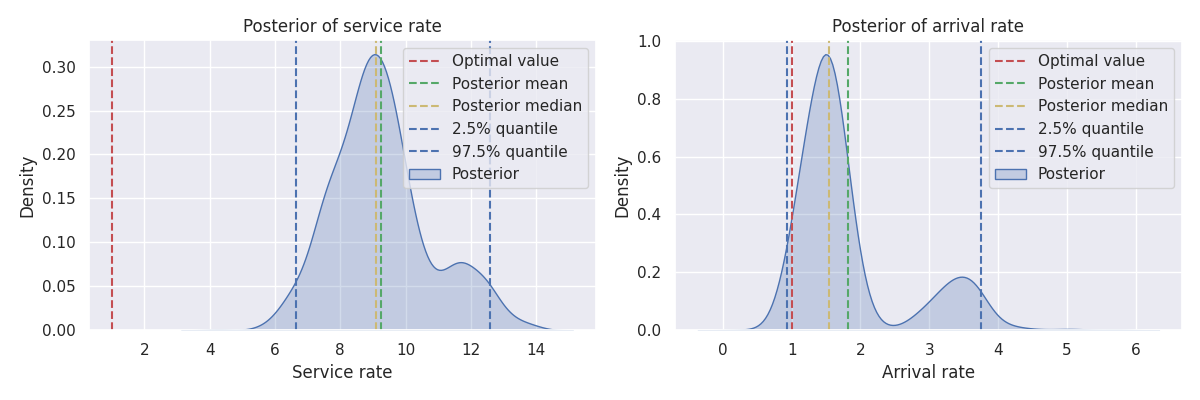 Posterior of service rate
Density
0.30
0.25
0.20
0.15
0.10
0.05
0.00
2 4 6 8 10 12 14
Service rate
Optimal value
Posterior mean
Posterior median
2.5% quantile
97.5% quantile
Posterior
Posterior of arrival rate
Density
1.0
0.8
0.6
0.4
0.2
0.0
0 1 2 3 4 5 6
Arrival rate
Optimal value
Posterior mean
Posterior median
2.5% quantile
97.5% quantile
Posterior